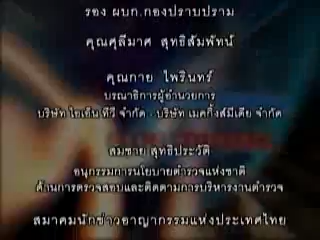 รอง ผบก.กองปราบปราม
คุณศุลีมาศ สุทธิสัมพัทน์
คุณกาย ไพรินทร์
บรรณาธิการผู้อำนวยการ
บริษัท ไอเอ็น ทีวี จำกัด - บริษัท เมคกิ้งส์มีเดีย จำกัด
สมชาย สุทธิประวัติ
อนุกรรมการนโยบายตำรวจแห่งชาติ
ด้านการตรวจสอบและติดตามการบริหารงานตำรวจ
สมาคมนักข่าวอาญากรรมแห่งประเทศไทย